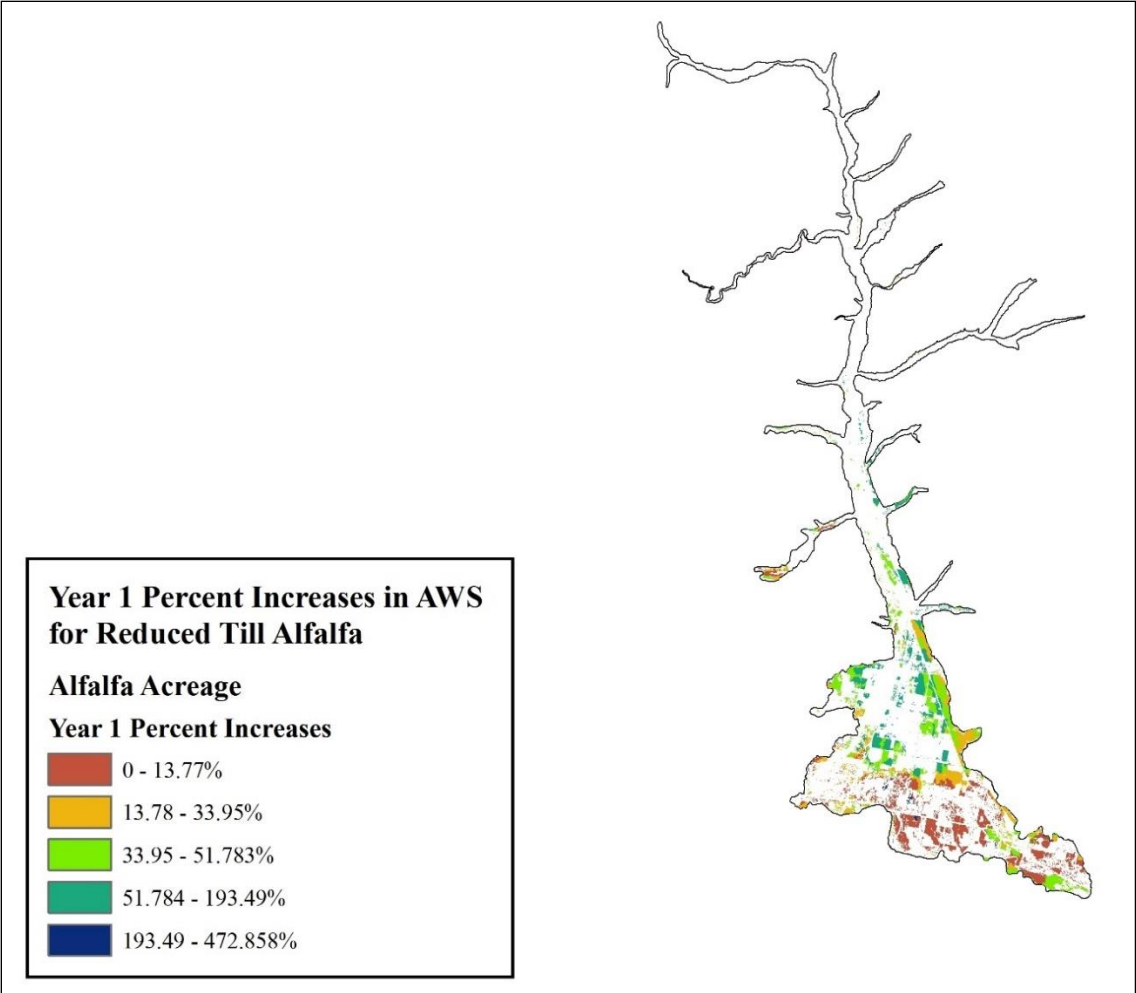 Year 1 Percent Increases in AWS
for Reduced Till Alfalfa
Alfalfa Acreage
Year 1 Percent Increases
0 - 13.77%
13.78 - 33.95%
33.95 - 51.783%
51.784 - 193.49%
193.49 - 472.858%